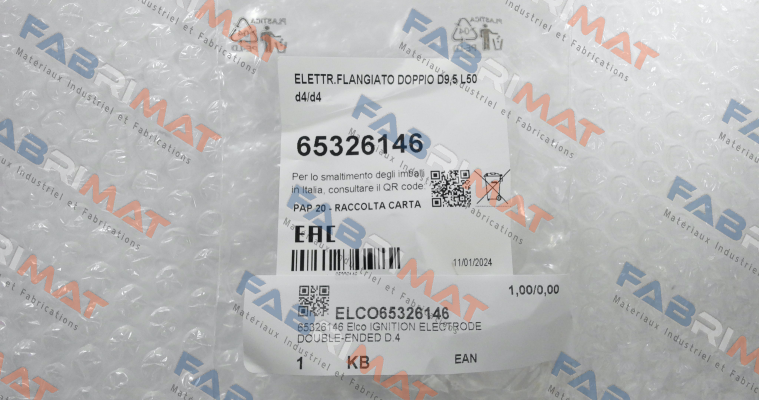 ELETTR.FLANGIATO DOPPIO D9,5 L50
d4/d4
65326146
Per lo smaltimento degli imballi
in Italia, consultare il QR code
PAP 20 - RACCOLTA CARTA
EAC
11/01/2024
1,00/0,00
ELCO65326146
65326146 Elco IGNITION ELECTRODE
DOUBLE-ENDED D.4
1 KB EAN
FABRIMAT
Matériaux Industriel et Fabrications